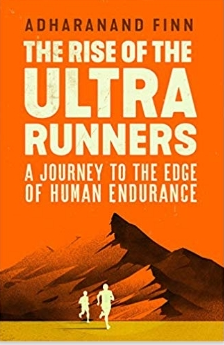 ADHARANAND FINN
THE RISE OF THE
ULTRA
RUNNERS
A JOURNEY TO THE EDGE
OF HUMAN ENDURANCE